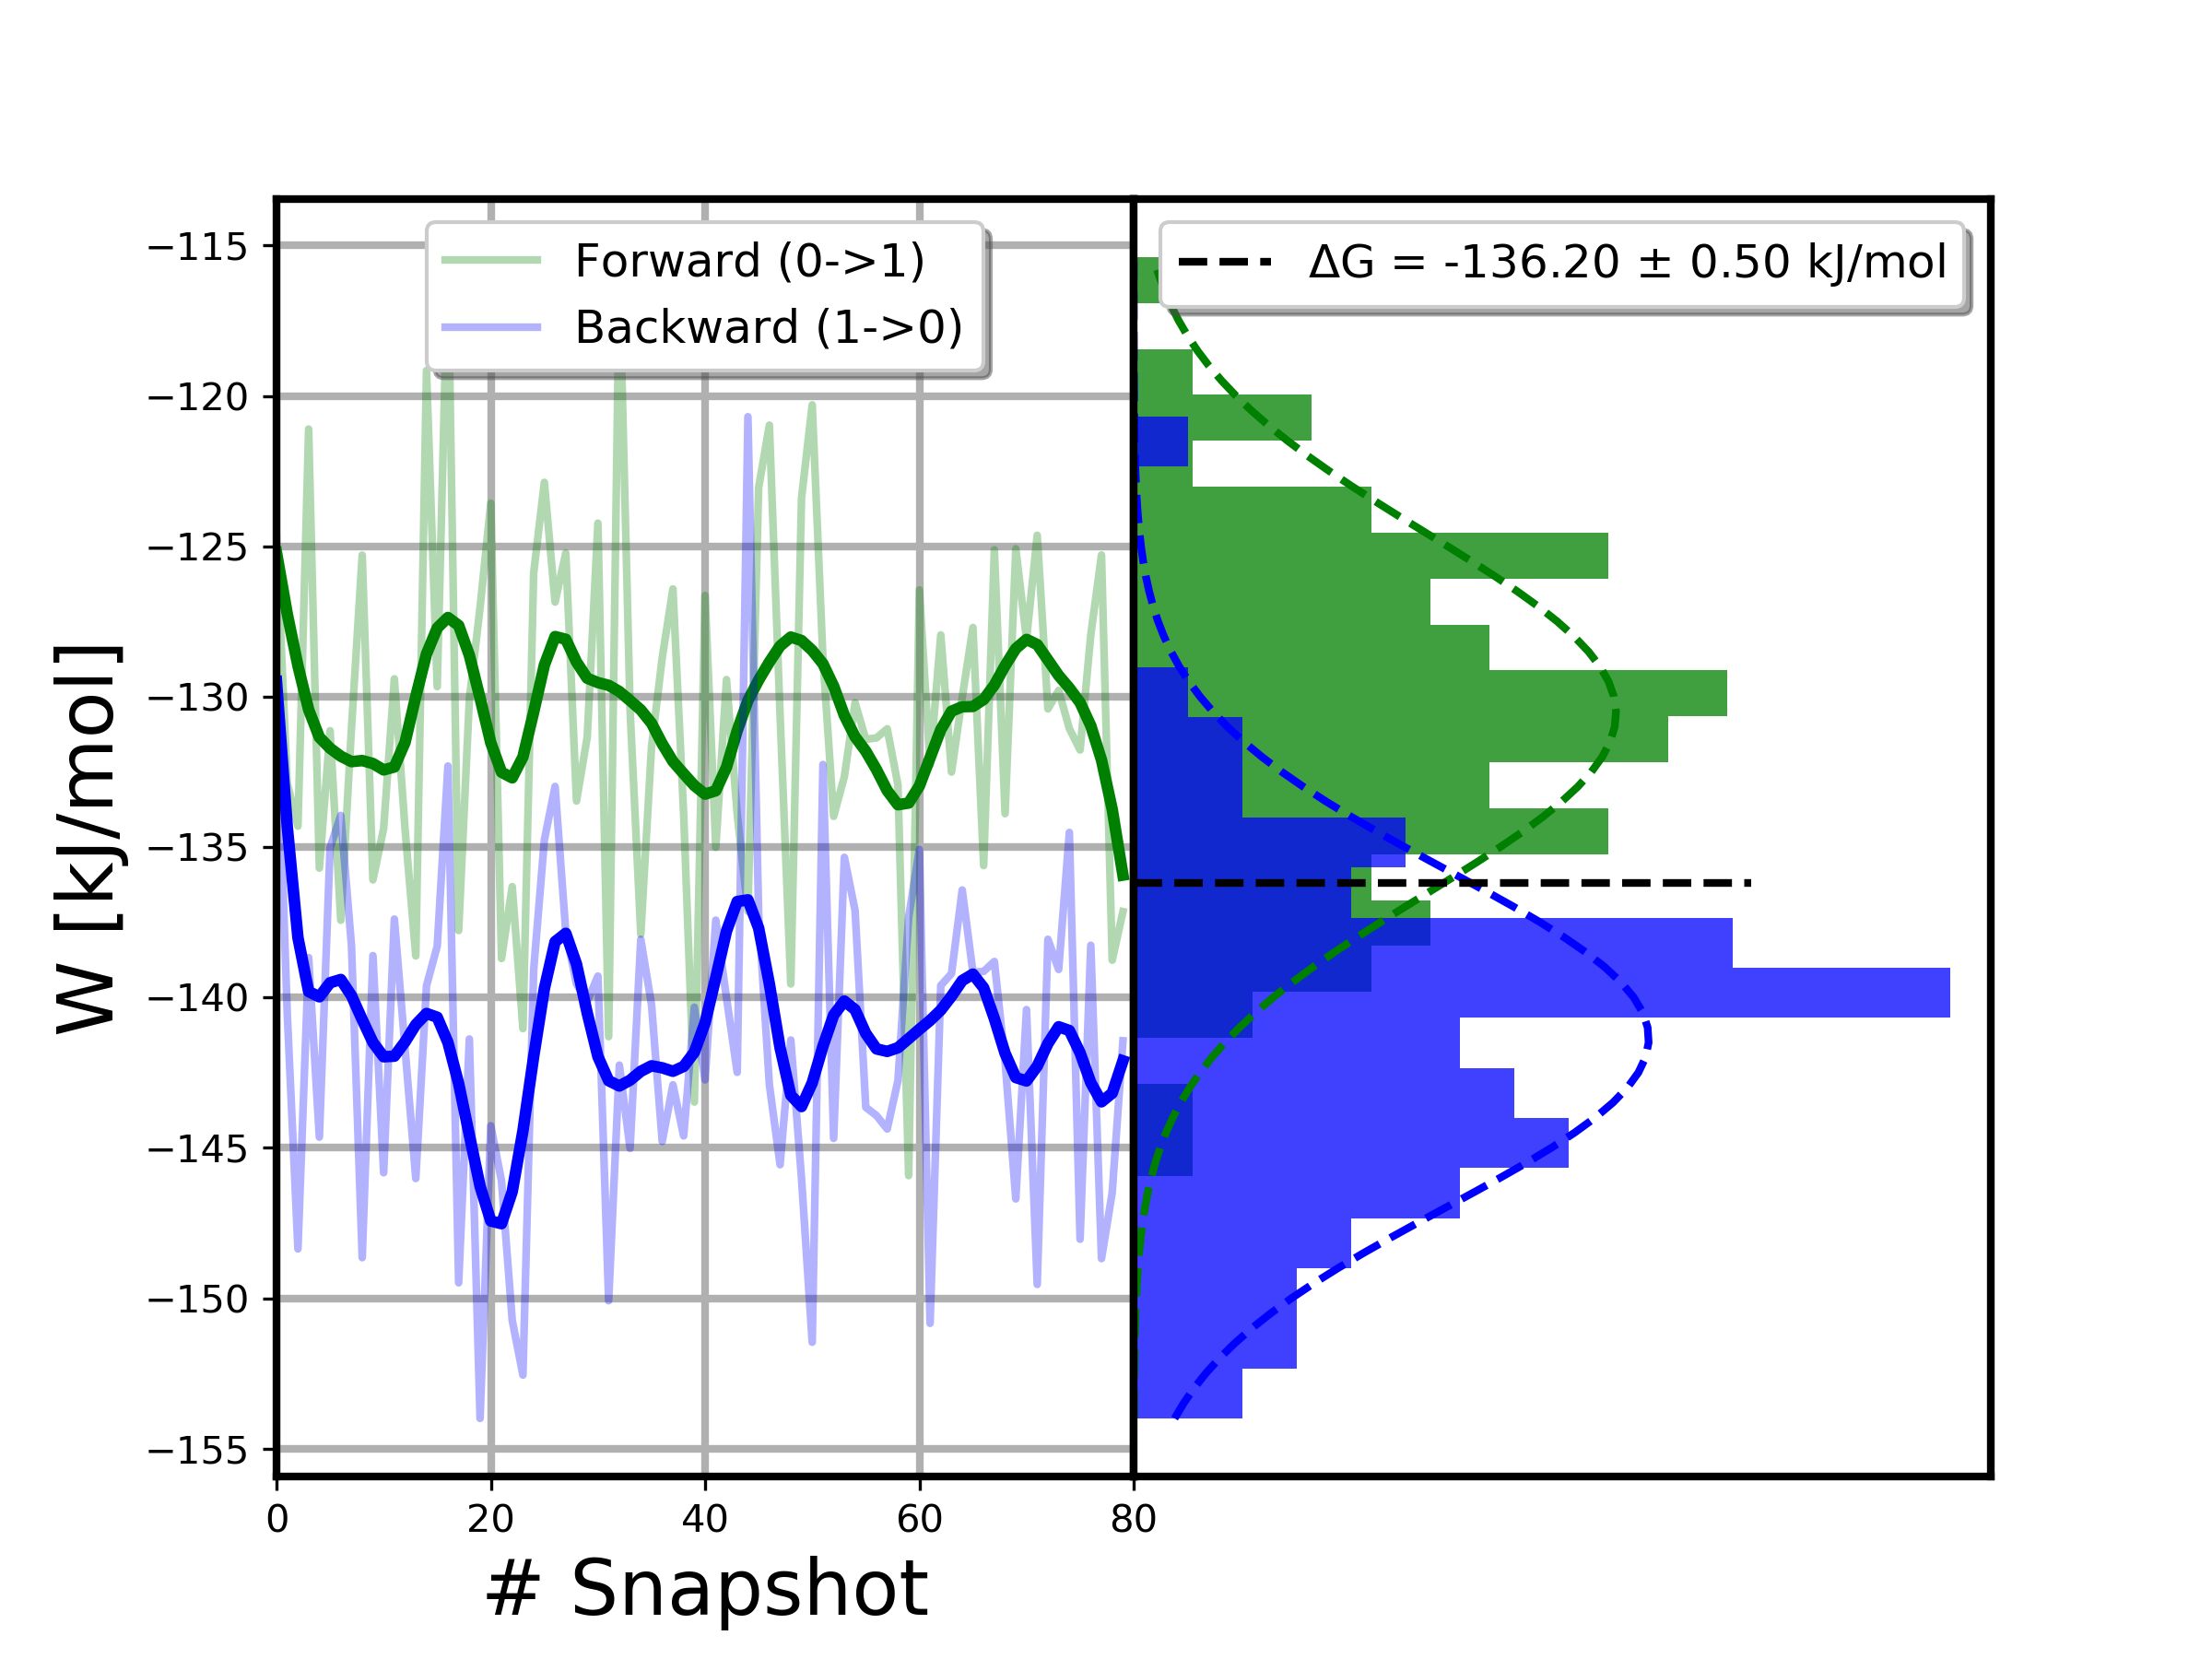 Forward (0->1)
Backward (1->0)
ΔG = -136.20 ± 0.50 kJ/mol
W [kJ/mol]
−115
−120
−125
−130
−135
−140
−145
−150
−155
0 20 40 60 80
# Snapshot